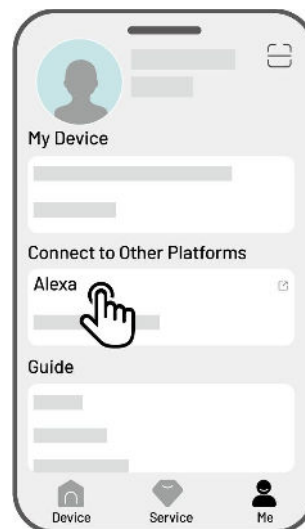 My Device
Connect to Other Platforms
Alexa
Guide
Device
Service
Me